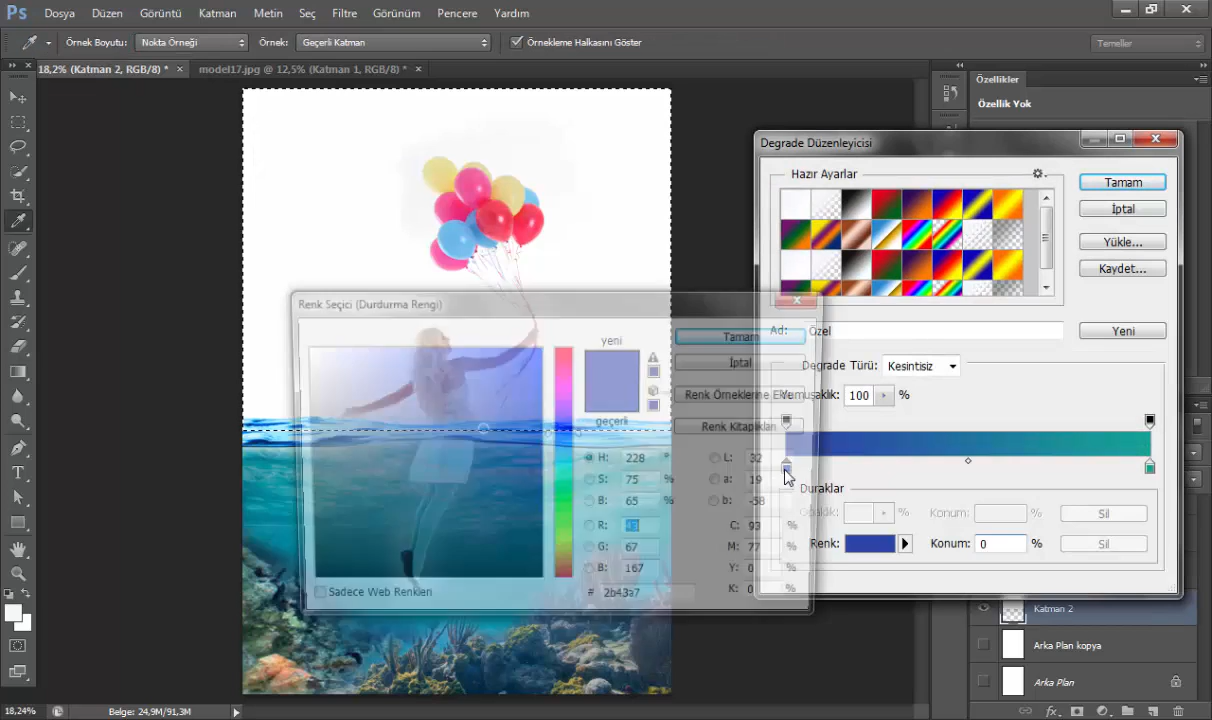 Ps Dosya Düzen Görüntü Katman Metin Seç Filtre Görünüm Pencere Yardım
Örnek Boyutu: Nokta Örneği Örnek: Geçerli Katman Örnekleme Halkasını Göster Temeller
18,2% (Katman 2, RGB/8) * × model17.jpg @ 12,5% (Katman 1, RGB/8) * ×
Özellikler
Özellik Yok
Degrade Düzenleyicisi
Hazır Ayarlar
Tamam
İptal
Yükle...
Kaydet...
Ad: Özel
Yeni
Degrade Türü: Kesintisiz
Yumuşaklık: 100 %
Duraklar
Opaklık: % Konum: % Sil
Renk: Konum: 0 % Sil
Renk Seçici (Durdurma Rengi)
yeni
geçerli
Tamam
İptal
Renk Örneklerine Ekle
Renk Kitaplıkları
H: 228 ° L: 32
S: 75 % a: 19
B: 65 % b: -58
R: 43 C: 93 %
G: 67 M: 77 %
B: 167 Y: 0 %
# 2b43a7 K: 0 %
Sadece Web Renkleri
Katman 2
Arka Plan kopya
Arka Plan
18,24% Belge: 24,9M/91,3M
fx